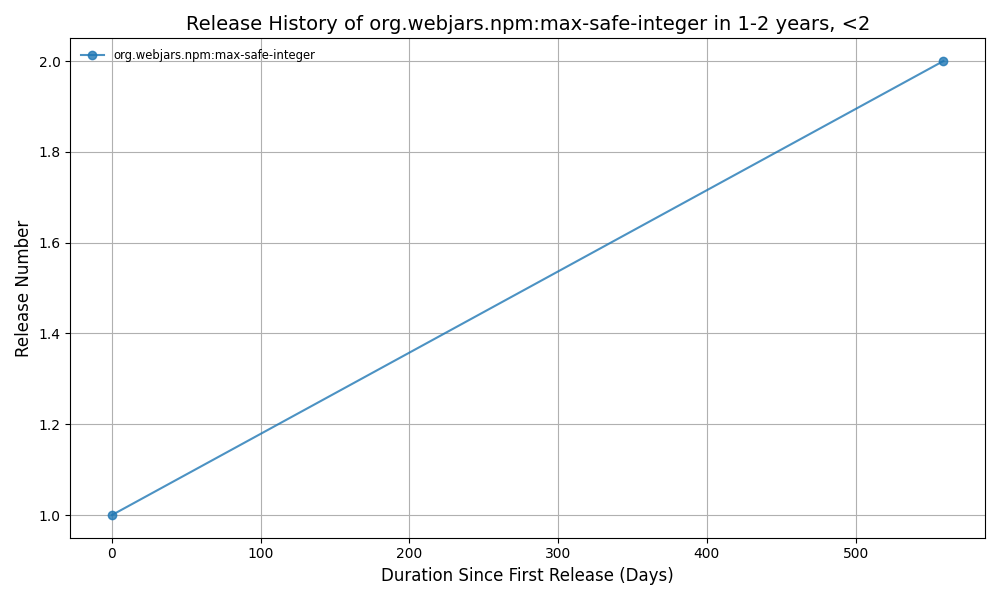 Release History of org.webjars.npm:max-safe-integer in 1-2 years, <2
org.webjars.npm:max-safe-integer
2.0
1.8
1.6
1.4
1.2
1.0
Release Number
0 100 200 300 400 500
Duration Since First Release (Days)